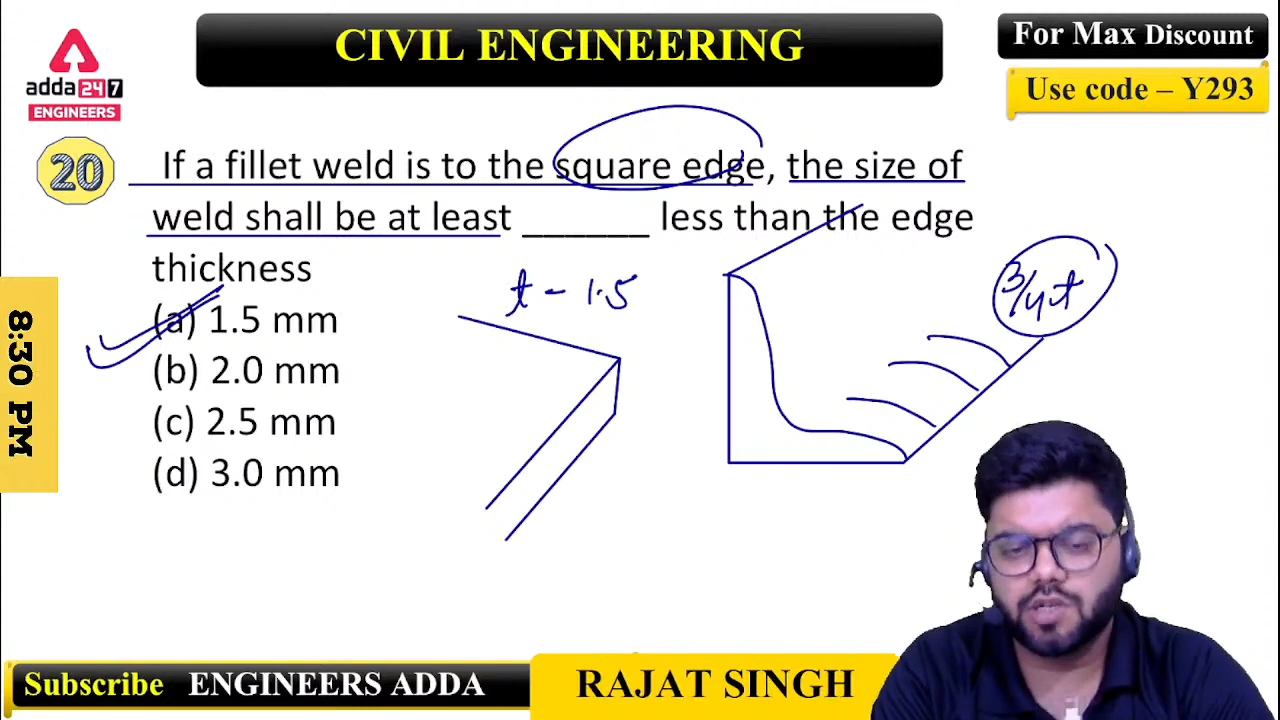 CIVIL ENGINEERING
For Max Discount
Use code – Y293
adda 247
ENGINEERS
20
If a fillet weld is to the square edge, the size of
weld shall be at least ______ less than the edge
thickness
t - 1.5
3/4 t
(a) 1.5 mm
(b) 2.0 mm
(c) 2.5 mm
(d) 3.0 mm
8:30 PM
Subscribe ENGINEERS ADDA
RAJAT SINGH